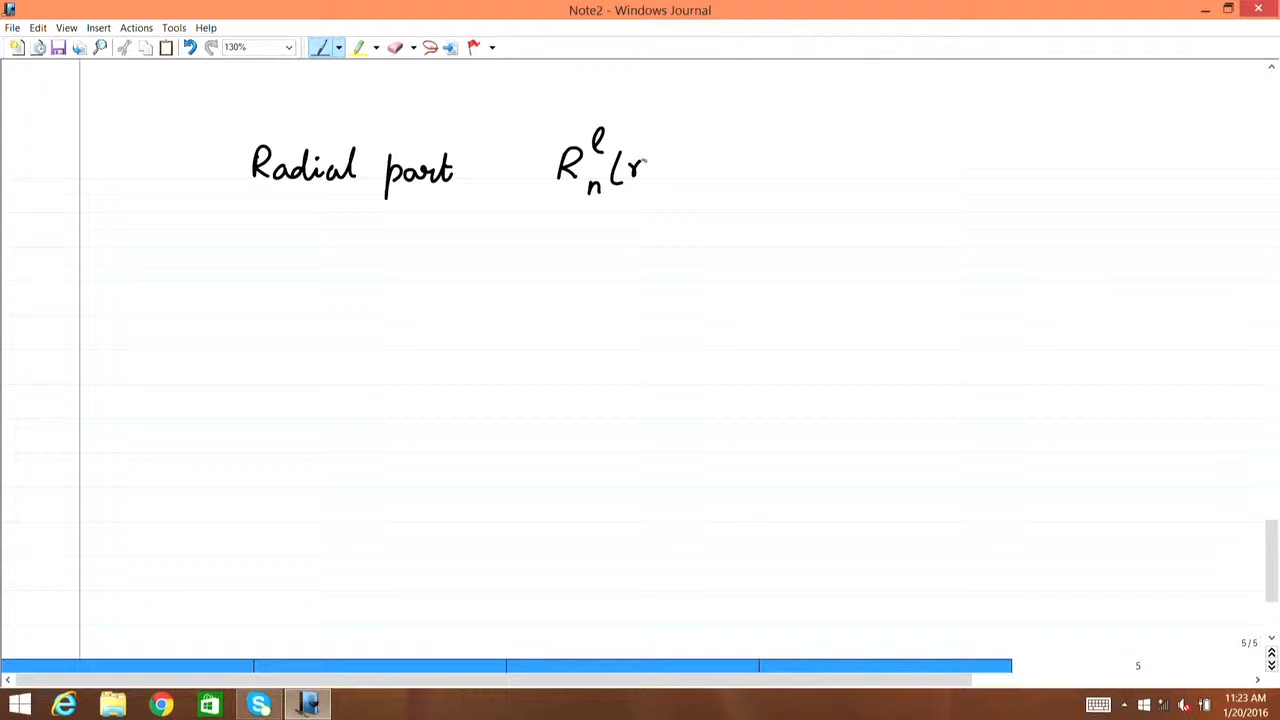 Note2 - Windows Journal
File Edit View Insert Actions Tools Help
130%
Radial part R_n^l(r
5 / 5
5
11:23 AM
1/20/2016